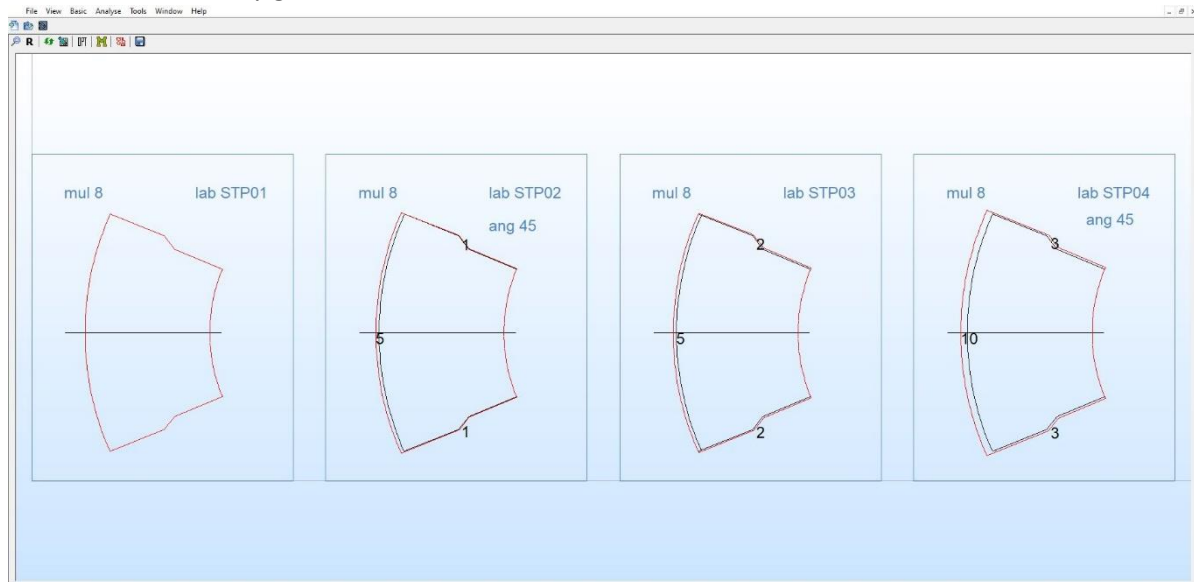 File View Basic Analyse Tools Window Help
R
mul 8 lab STP01
mul 8 lab STP02
ang 45
1
5
1
mul 8 lab STP03
2
5
2
mul 8 lab STP04
ang 45
3
10
3